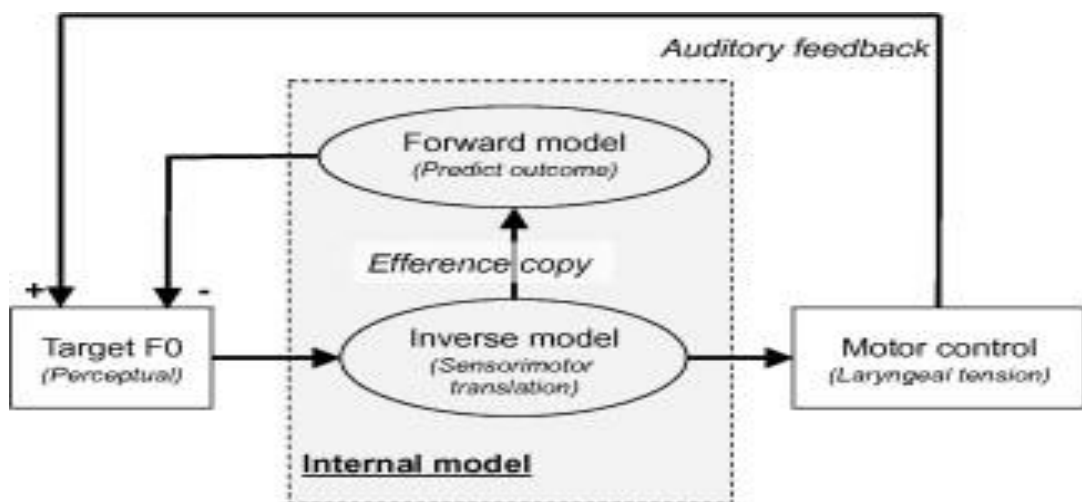 Auditory feedback
Forward model
(Predict outcome)
Efference copy
+
-
Target F0
(Perceptual)
Inverse model
(Sensorimotor
translation)
Motor control
(Laryngeal tension)
Internal model